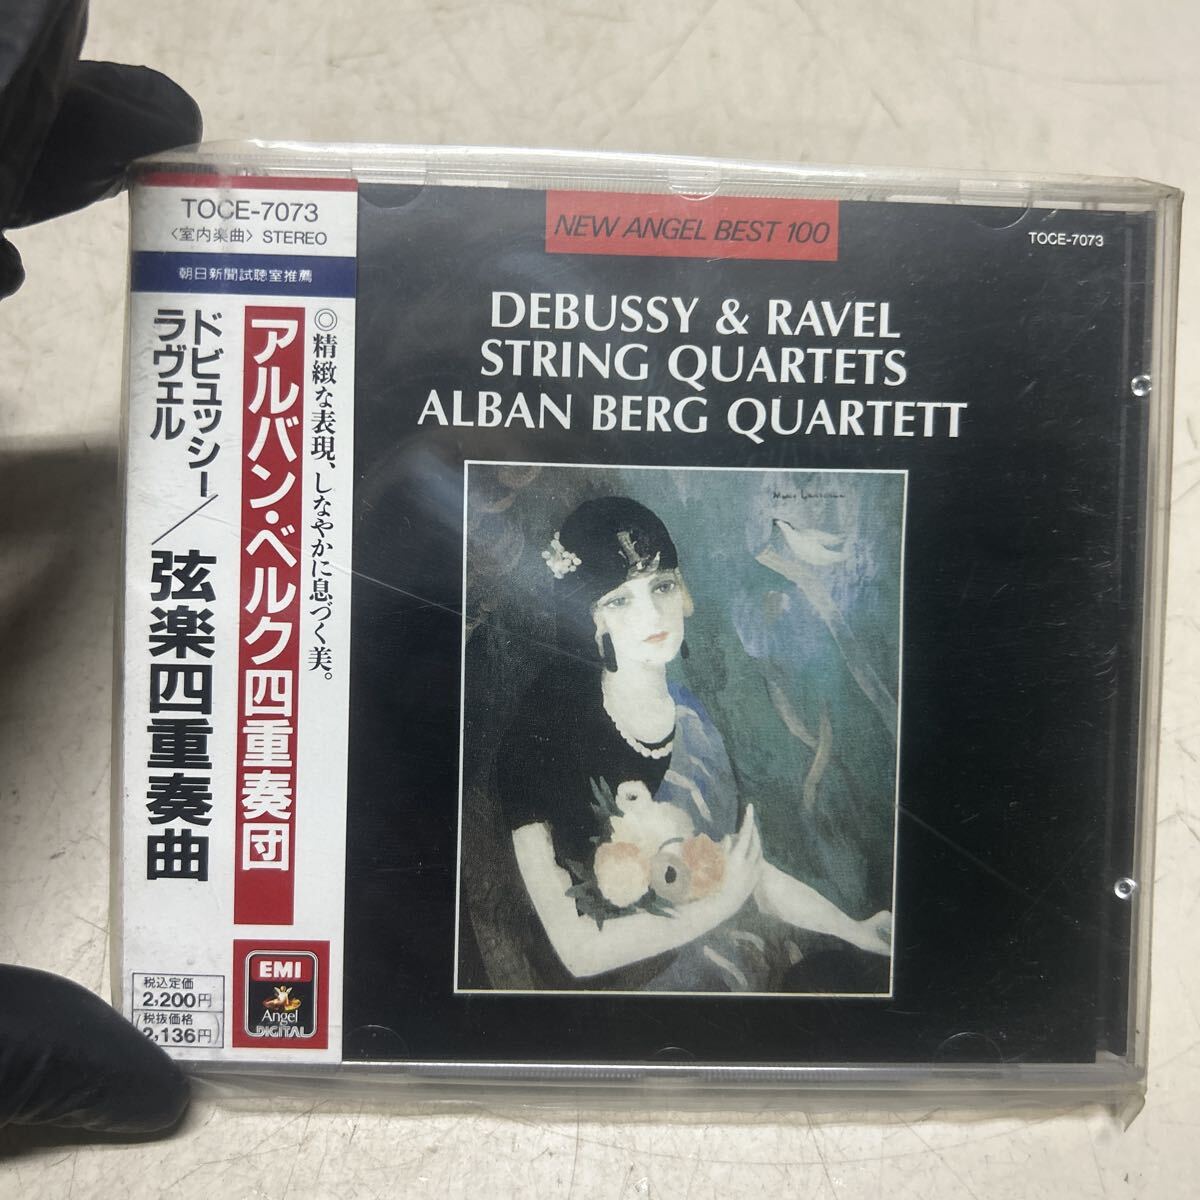 TOCE-7073
〈室内楽曲〉 STEREO
朝日新聞試聴室推薦
◎精緻な表現、しなやかに息づく美。
アルバン・ベルク四重奏団
ドビュッシー/
ラヴェル
弦楽四重奏曲
税込定価
2,200円
税抜価格
2,136円
EMI
Angel
DIGITAL
NEW ANGEL BEST 100
TOCE-7073
DEBUSSY & RAVEL
STRING QUARTETS
ALBAN BERG QUARTETT